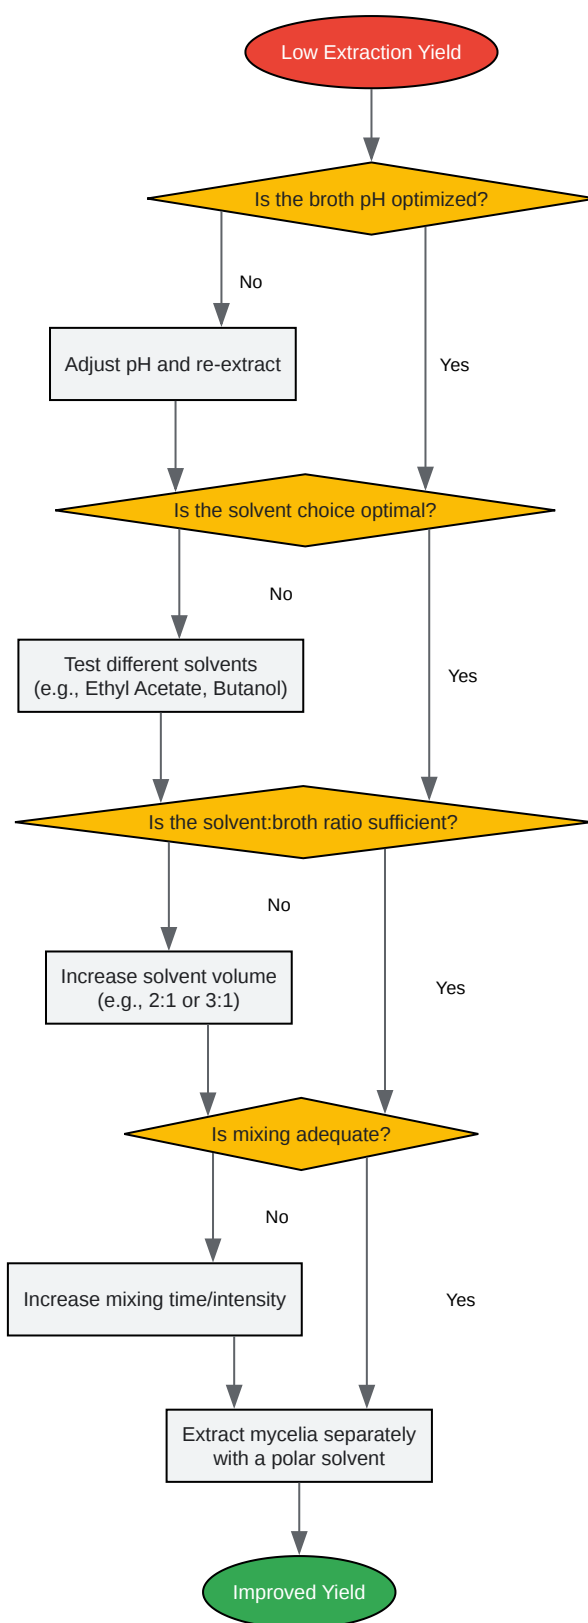 Low Extraction Yield
Is the broth pH optimized?
No
Adjust pH and re-extract
Yes
Is the solvent choice optimal?
No
Test different solvents
(e.g., Ethyl Acetate, Butanol)
Yes
Is the solvent:broth ratio sufficient?
No
Increase solvent volume
(e.g., 2:1 or 3:1)
Yes
Is mixing adequate?
No
Increase mixing time/intensity
Yes
Extract mycelia separately
with a polar solvent
Improved Yield